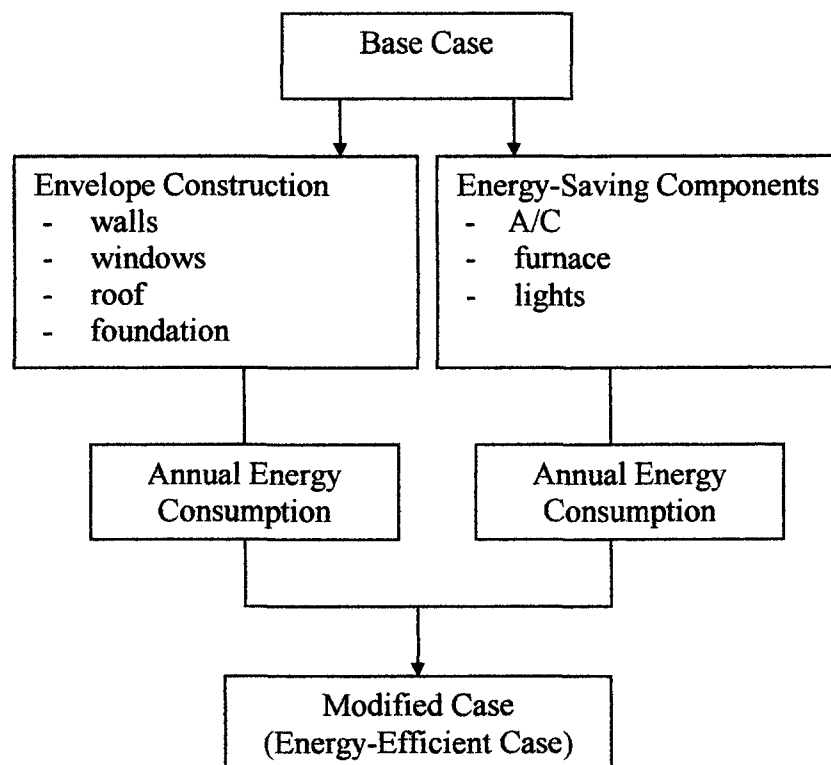 Base Case
Envelope Construction
- walls
- windows
- roof
- foundation
Energy-Saving Components
- A/C
- furnace
- lights
Annual Energy
Consumption
Annual Energy
Consumption
Modified Case
(Energy-Efficient Case)